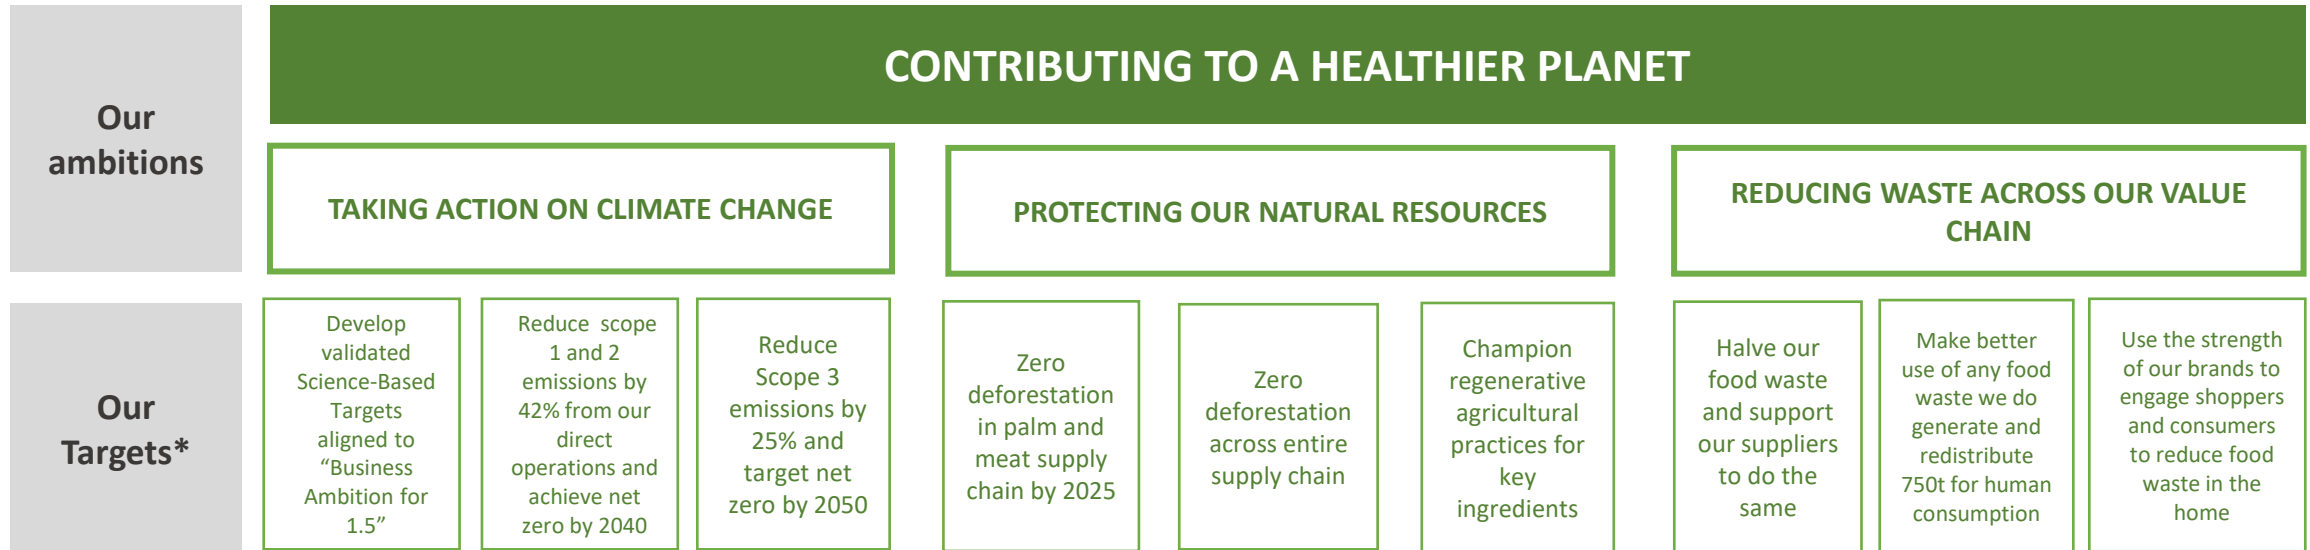 Our
ambitions
CONTRIBUTING TO A HEALTHIER PLANET
TAKING ACTION ON CLIMATE CHANGE
PROTECTING OUR NATURAL RESOURCES
REDUCING WASTE ACROSS OUR VALUE
CHAIN
Our
Targets*
Develop
validated
Science-Based
Targets
aligned to
“Business
Ambition for
1.5”
Reduce scope
1 and 2
emissions by
42% from our
direct
operations and
achieve net
zero by 2040
Reduce
Scope 3
emissions by
25% and
target net
zero by 2050
Zero
deforestation
in palm and
meat supply
chain by 2025
Zero
deforestation
across entire
supply chain
Champion
regenerative
agricultural
practices for
key
ingredients
Halve our
food waste
and support
our suppliers
to do the
same
Make better
use of any food
waste we do
generate and
redistribute
750t for human
consumption
Use the strength
of our brands to
engage shoppers
and consumers
to reduce food
waste in the
home